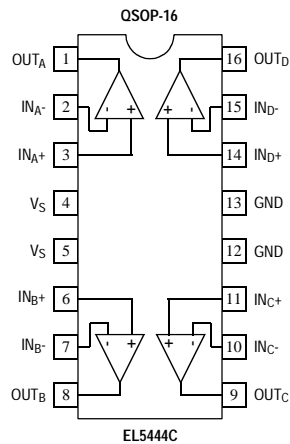 QSOP-16
OUTA 1 16 OUTD
INA- 2 - + + - 15 IND-
INA+ 3 14 IND+
VS 4 13 GND
VS 5 12 GND
INB+ 6 11 INC+
INB- 7 - + + - 10 INC-
OUTB 8 9 OUTC
EL5444C